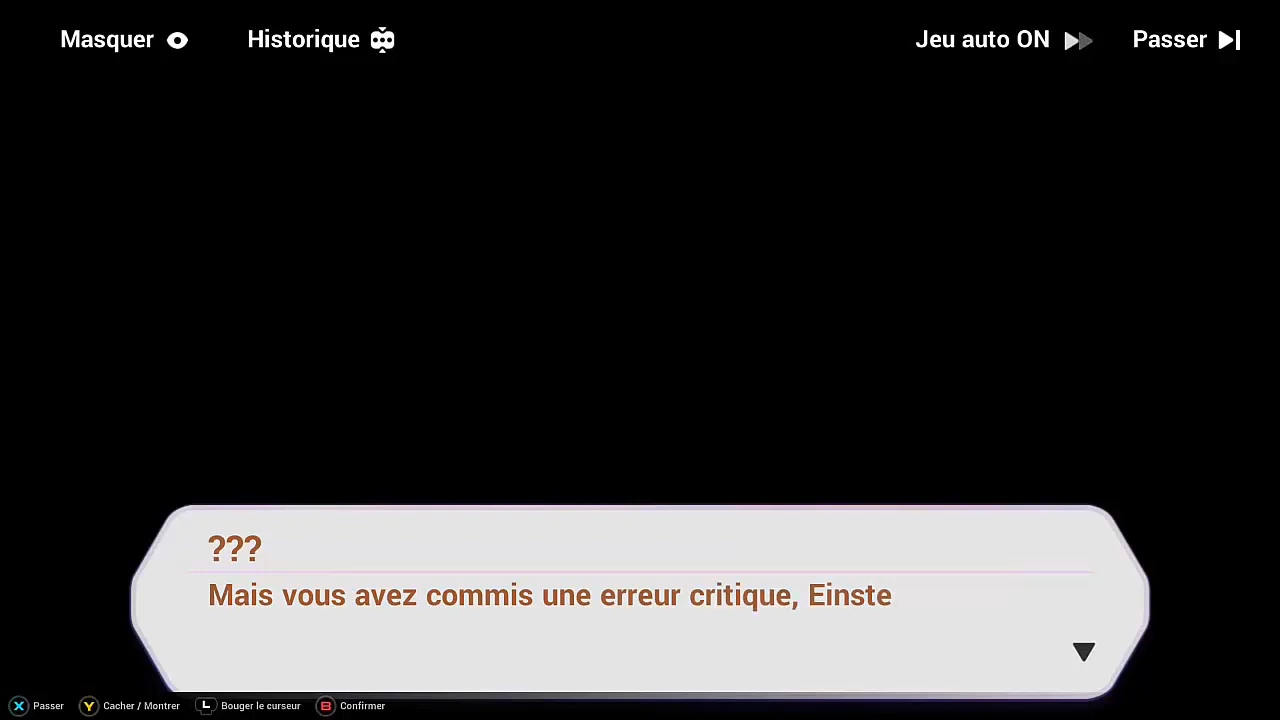 Masquer
Historique
Jeu auto ON
Passer
???
Mais vous avez commis une erreur critique, Einste
X Passer
Y Cacher / Montrer
L Bouger le curseur
B Confirmer